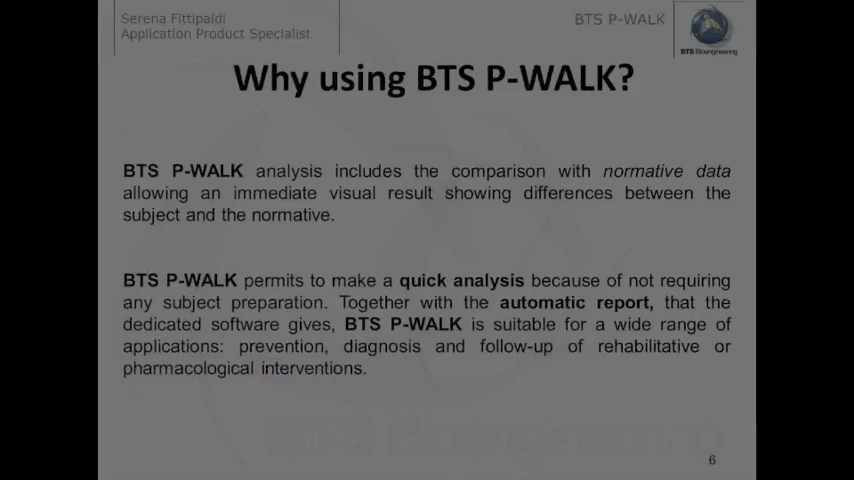 Serena Fittipaldi
Application Product Specialist
BTS P-WALK
BTS Bioengineering
Why using BTS P-WALK?
BTS P-WALK analysis includes the comparison with normative data
allowing an immediate visual result showing differences between the
subject and the normative.
BTS P-WALK permits to make a quick analysis because of not requiring
any subject preparation. Together with the automatic report, that the
dedicated software gives, BTS P-WALK is suitable for a wide range of
applications: prevention, diagnosis and follow-up of rehabilitative or
pharmacological interventions.
BTS Bioengineering
6